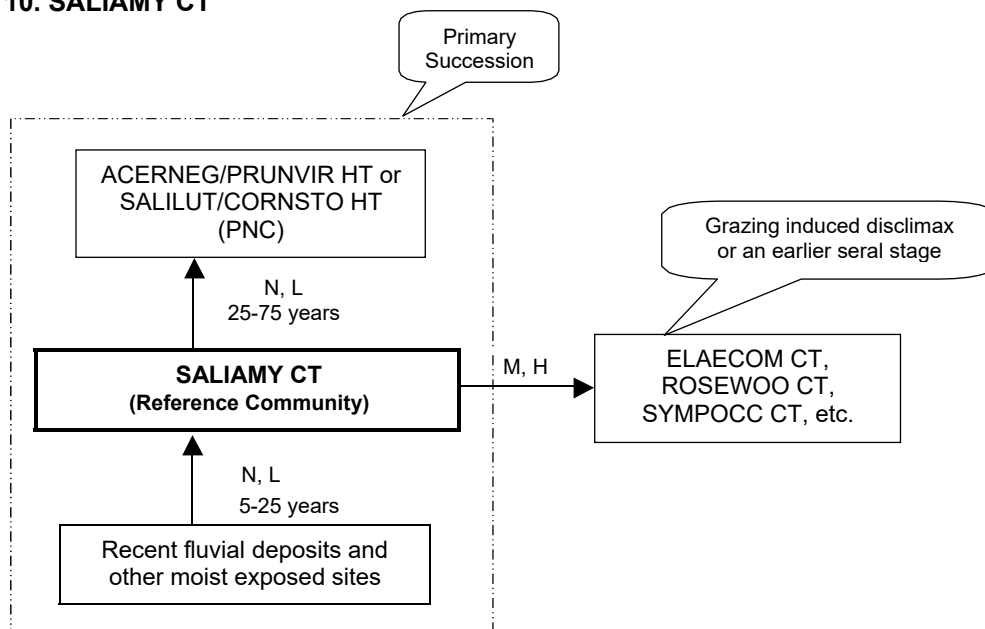 10. SALIAMY CT
Primary
Succession
ACERNEG/PRUNVIR HT or
SALILUT/CORNSTO HT
(PNC)
Grazing induced disclimax
or an earlier seral stage
N, L
25-75 years
SALIAMY CT
(Reference Community)
M, H
ELAECOM CT,
ROSEWOO CT,
SYMPOCC CT, etc.
N, L
5-25 years
Recent fluvial deposits and
other moist exposed sites